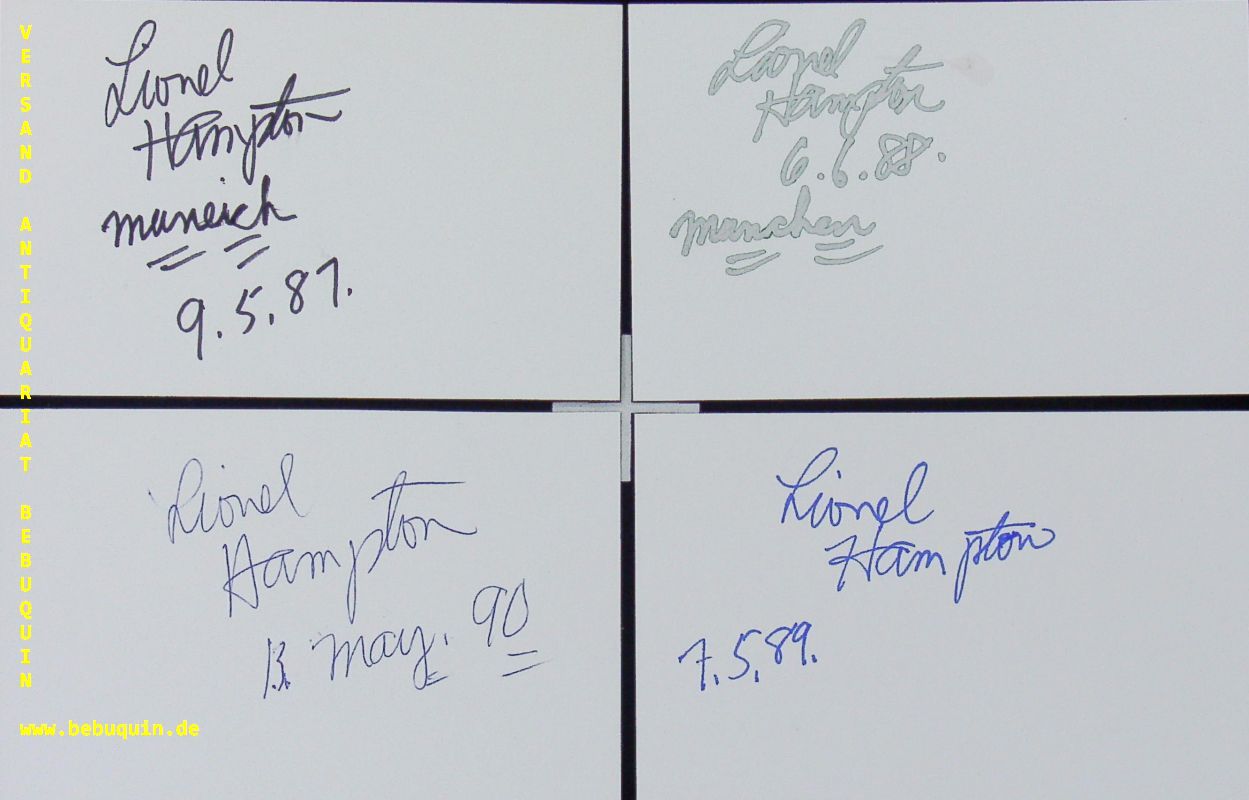 VERSAND ANTIQUARIAT BEBUQUIN
Lionel
Hampton
muneich
9.5.87.
Lionel
Hampton
6.6.88.
munchen
Lionel
Hampton
13. may. 90
Lionel
Hampton
7.5.89.
www.bebuquin.de